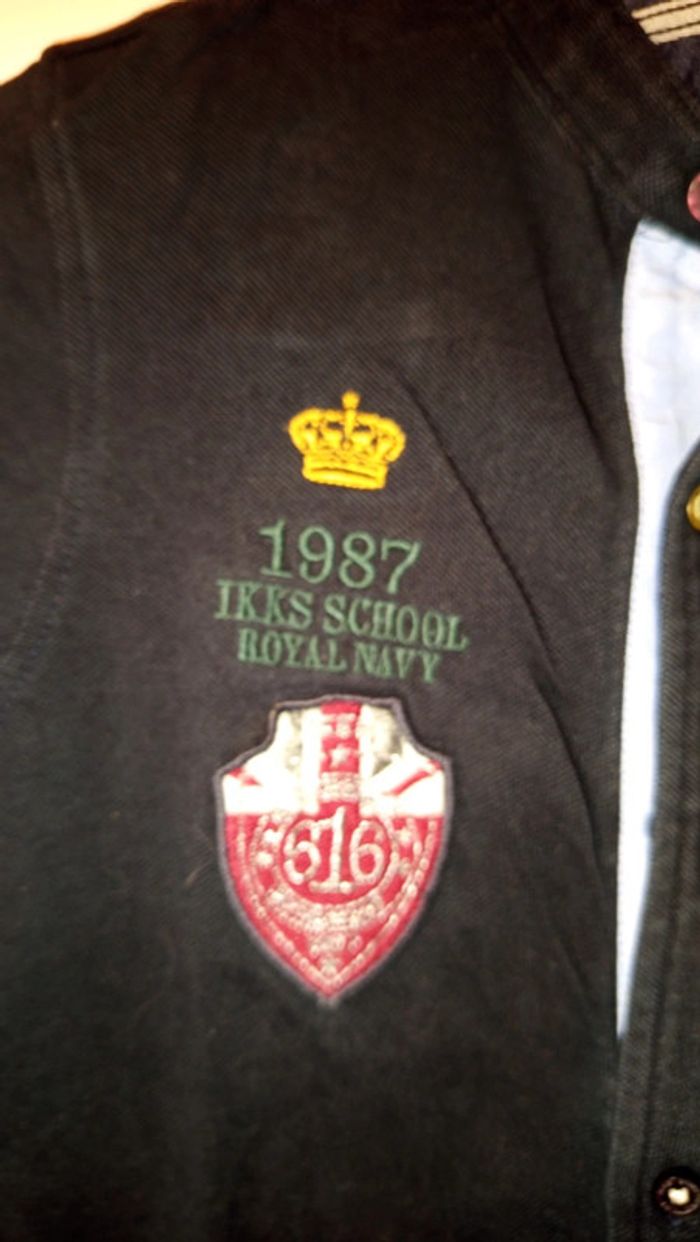 1987
IKKS SCHOOL
ROYAL NAVY
616